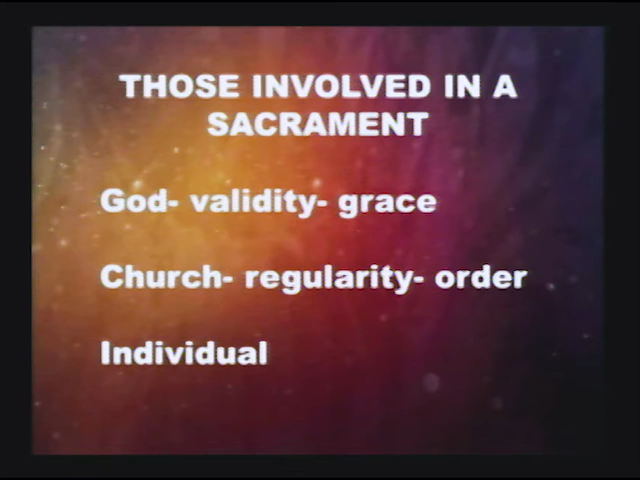 THOSE INVOLVED IN A
SACRAMENT
God- validity- grace
Church- regularity- order
Individual